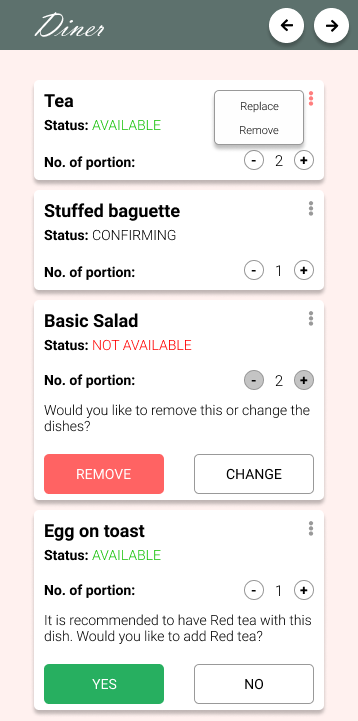 Diner
Tea
Replace
Status: AVAILABLE
Remove
No. of portion: - 2 +
Stuffed baguette
Status: CONFIRMING
No. of portion: - 1 +
Basic Salad
Status: NOT AVAILABLE
No. of portion: - 2 +
Would you like to remove this or change the
dishes?
REMOVE CHANGE
Egg on toast
Status: AVAILABLE
No. of portion: - 1 +
It is recommended to have Red tea with this
dish. Would you like to add Red tea?
YES NO